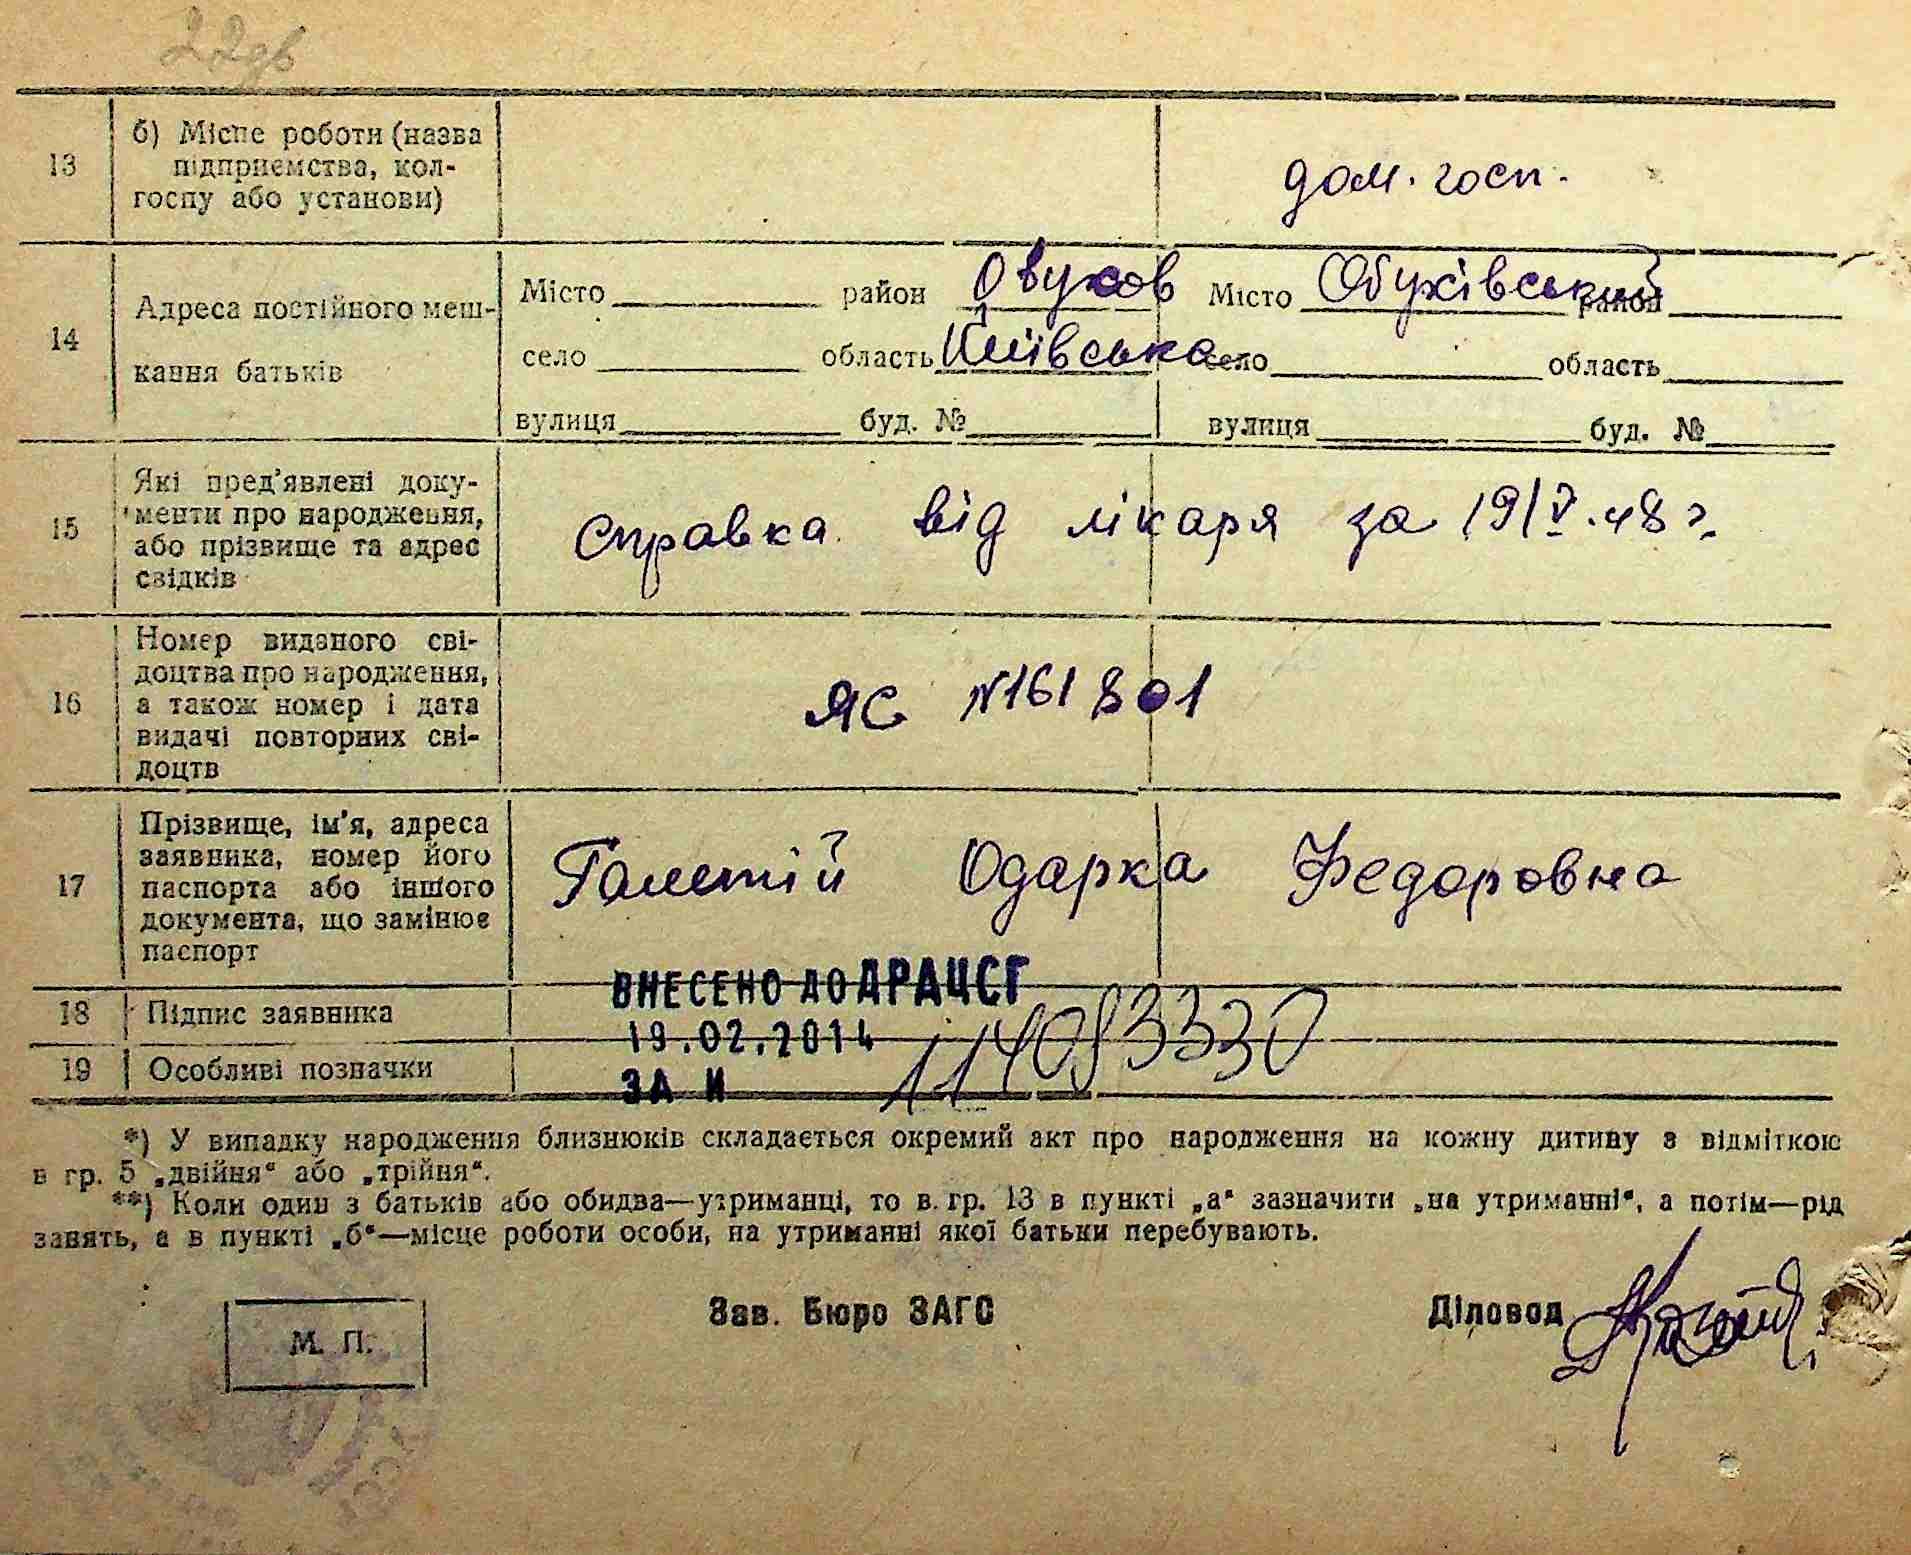 22зв
13
б) Місце роботи (назва
підприємства, кол-
госпу або установи)
дом. госп.
14
Адреса постійного меш-
кання батьків
Місто район Овухов Місто Обухівський район
село область Київська село область
вулиця буд. № вулиця буд. №
15
Які пред'явлені доку-
менти про народження,
або прізвище та адрес
свідків
справка від лікаря за 19/V.48 г.
16
Номер виданого сві-
доцтва про народження,
а також номер і дата
видачі повторних сві-
доцтв
ЯС №161801
17
Прізвище, ім'я, адреса
заявника, номер його
паспорта або іншого
документа, що замінює
паспорт
Галетій Одарка Федоровна
ВНЕСЕНО ДО ДРАЦСГ
18 Підпис заявника
19.02.2014
19 Особливі позначки
ЗА И 114083330
*) У випадку народження близнюків складається окремий акт про народження на кожну дитину з відміткою
в гр. 5 „двійня“ або „трійня“.
**) Коли один з батьків або обидва—утриманці, то в. гр. 13 в пункті „а“ зазначити „на утриманні“, а потім—рід
занять, а в пункті „б“—місце роботи особи, на утриманні якої батьки перебувають.
Зав. Бюро ЗАГС Діловод
М. П.